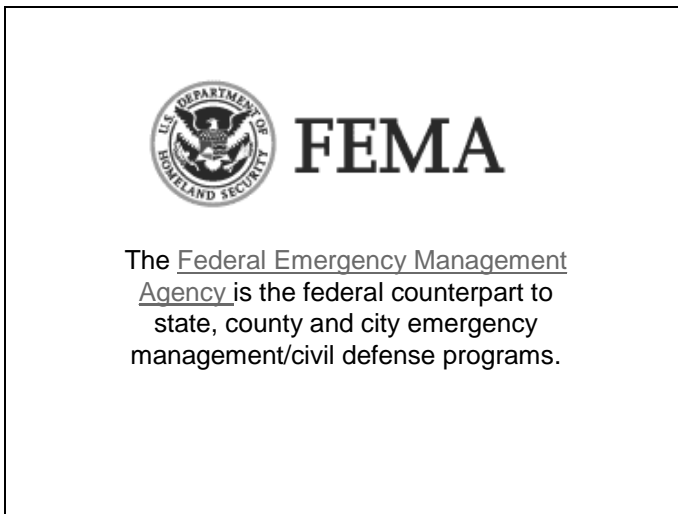 U.S. DEPARTMENT OF
HOMELAND SECURITY
FEMA
The Federal Emergency Management
Agency is the federal counterpart to
state, county and city emergency
management/civil defense programs.